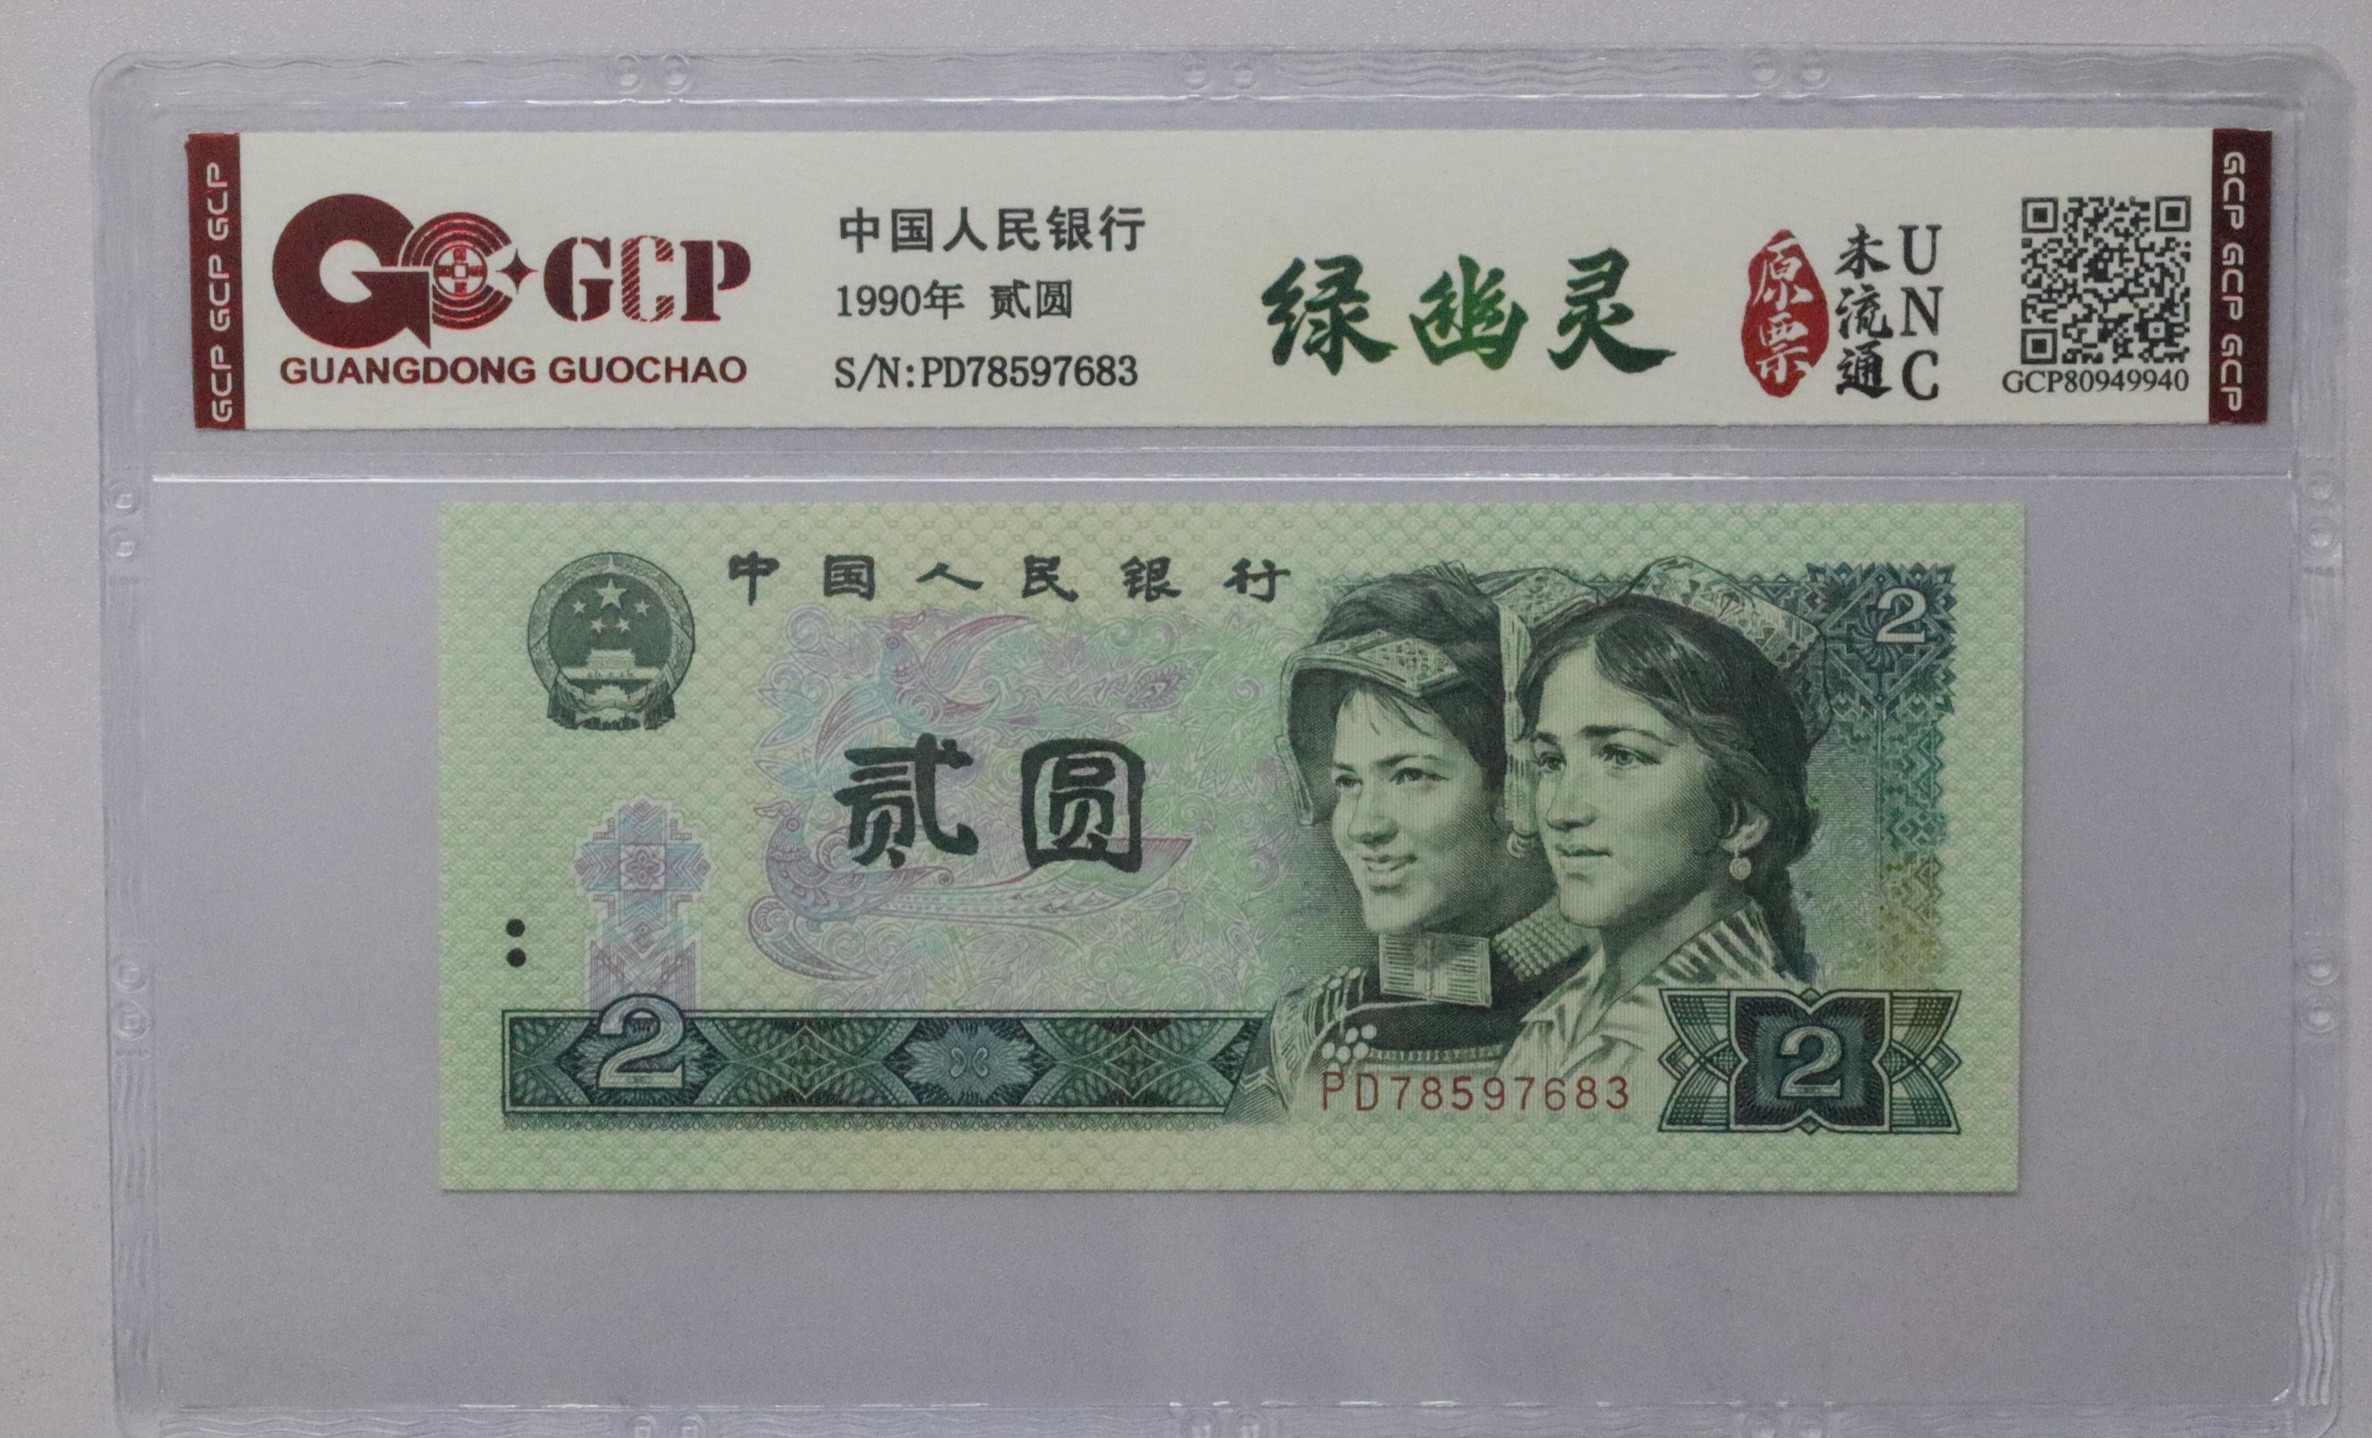 GCP GCP GCP
GCP
GUANGDONG GUOCHAO
中国人民银行
1990年 贰圆
S/N:PD78597683
绿幽灵
原票
未流通
UNC
GCP80949940
GCP GCP GCP
中国人民银行
2
贰圆
2
PD78597683
2